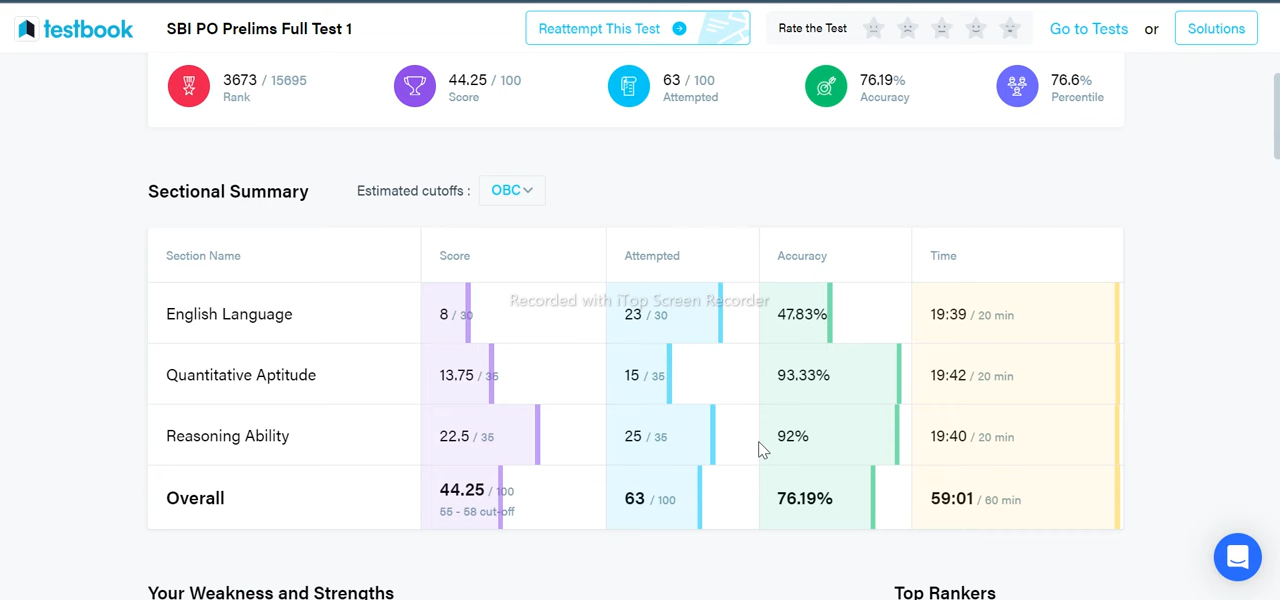 testbook
SBI PO Prelims Full Test 1
Reattempt This Test
Rate the Test
Go to Tests or Solutions
3673 / 15695
Rank
44.25 / 100
Score
63 / 100
Attempted
76.19%
Accuracy
76.6%
Percentile
Sectional Summary
Estimated cutoffs : OBC
Section Name Score Attempted Accuracy Time
Recorded with iTop Screen Recorder
English Language 8 / 30 23 / 30 47.83% 19:39 / 20 min
Quantitative Aptitude 13.75 / 35 15 / 35 93.33% 19:42 / 20 min
Reasoning Ability 22.5 / 35 25 / 35 92% 19:40 / 20 min
Overall 44.25 / 100 63 / 100 76.19% 59:01 / 60 min
55 - 58 cut-off
Your Weakness and Strengths
Top Rankers